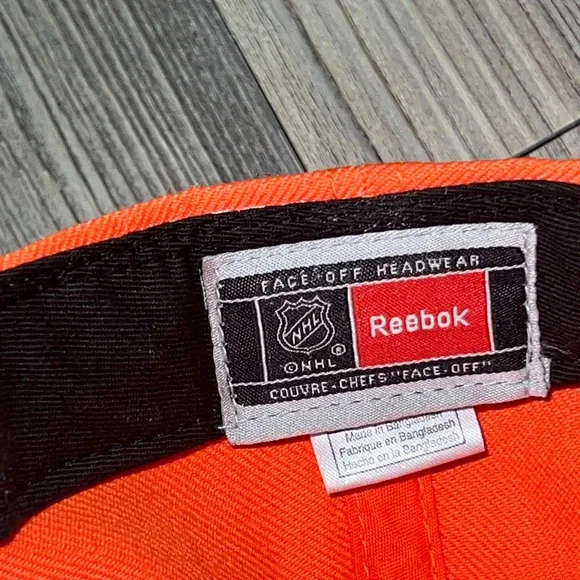 FACE OFF HEADWEAR
NHL
©NHL®
Reebok
COUVRE-CHEFS "FACE-OFF"
Made in Bangladesh
Fabrique en Bangladesh
Hecho en la Bangladesh